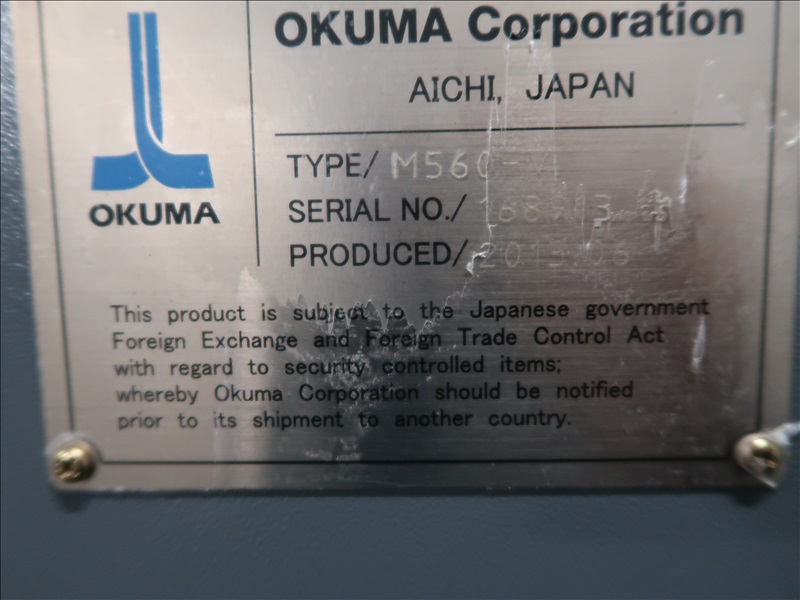 OKUMA Corporation
AICHI, JAPAN
OKUMA
TYPE/ M560-V
SERIAL NO./
PRODUCED/
This product is subject to the Japanese government
Foreign Exchange and Foreign Trade Control Act
with regard to security controlled items;
whereby Okuma Corporation should be notified
prior to its shipment to another country.